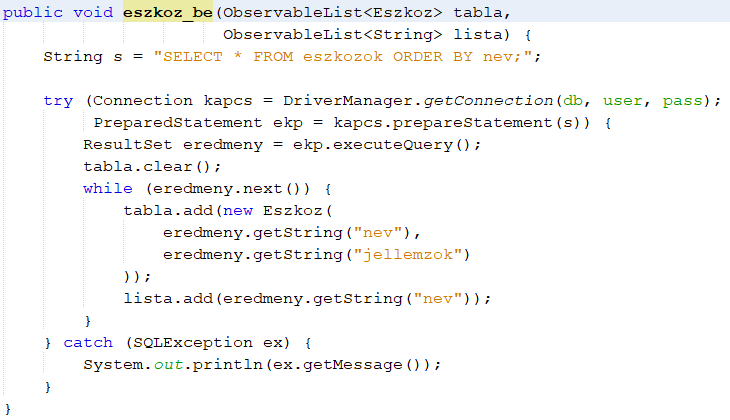 public void eszkoz_be(ObservableList<Eszkoz> tabla,
                      ObservableList<String> lista) {
    String s = "SELECT * FROM eszkozok ORDER BY nev;";

    try (Connection kapcs = DriverManager.getConnection(db, user, pass);
         PreparedStatement ekp = kapcs.prepareStatement(s)) {
        ResultSet eredmeny = ekp.executeQuery();
        tabla.clear();
        while (eredmeny.next()) {
            tabla.add(new Eszkoz(
                eredmeny.getString("nev"),
                eredmeny.getString("jellemzok")
            ));
            lista.add(eredmeny.getString("nev"));
        }
    } catch (SQLException ex) {
        System.out.println(ex.getMessage());
    }
}